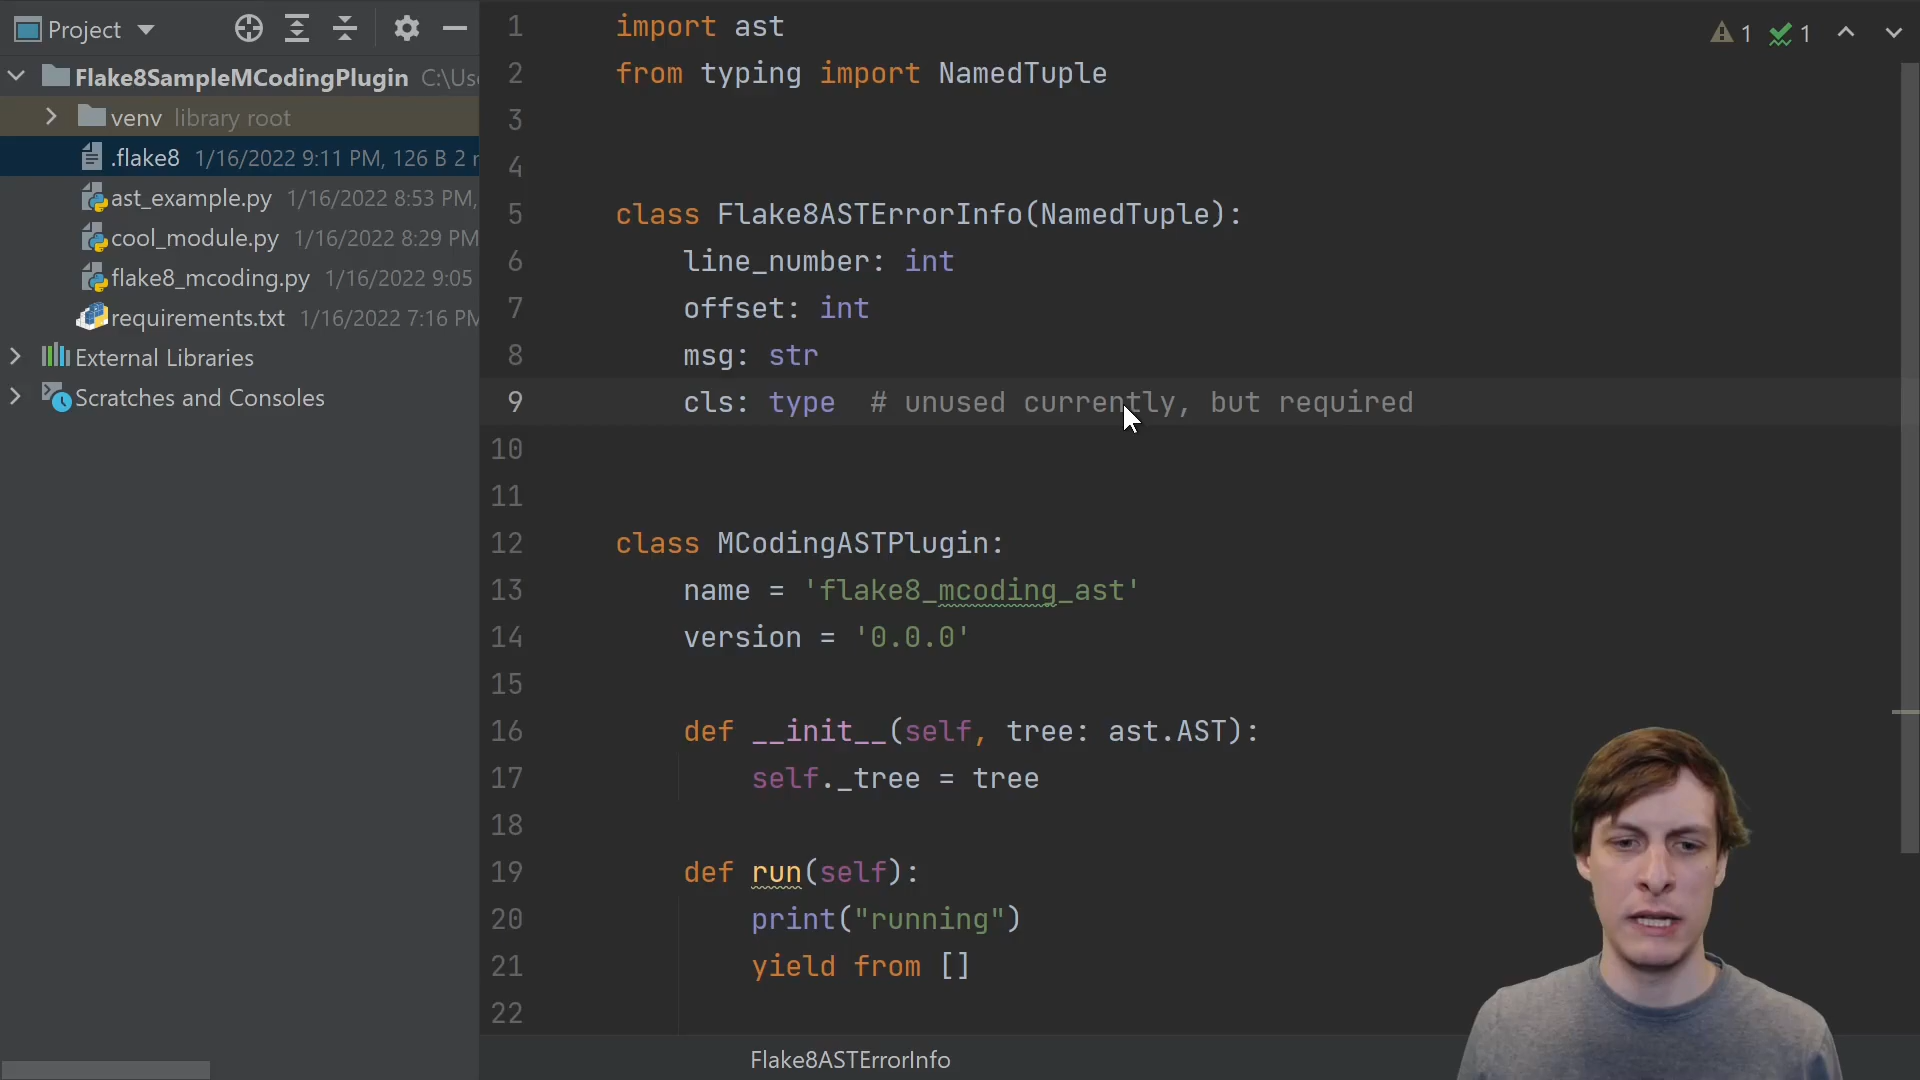 Project
Flake8SampleMCodingPlugin C:\Use
venv library root
.flake8 1/16/2022 9:11 PM, 126 B 2
ast_example.py 1/16/2022 8:53 PM,
cool_module.py 1/16/2022 8:29 PM
flake8_mcoding.py 1/16/2022 9:05
requirements.txt 1/16/2022 7:16 PM
External Libraries
Scratches and Consoles
1 import ast
2 from typing import NamedTuple
3
4
5 class Flake8ASTErrorInfo(NamedTuple):
6 line_number: int
7 offset: int
8 msg: str
9 cls: type # unused currently, but required
10
11
12 class MCodingASTPlugin:
13 name = 'flake8_mcoding_ast'
14 version = '0.0.0'
15
16 def __init__(self, tree: ast.AST):
17 self._tree = tree
18
19 def run(self):
20 print("running")
21 yield from []
22
1 1
Flake8ASTErrorInfo